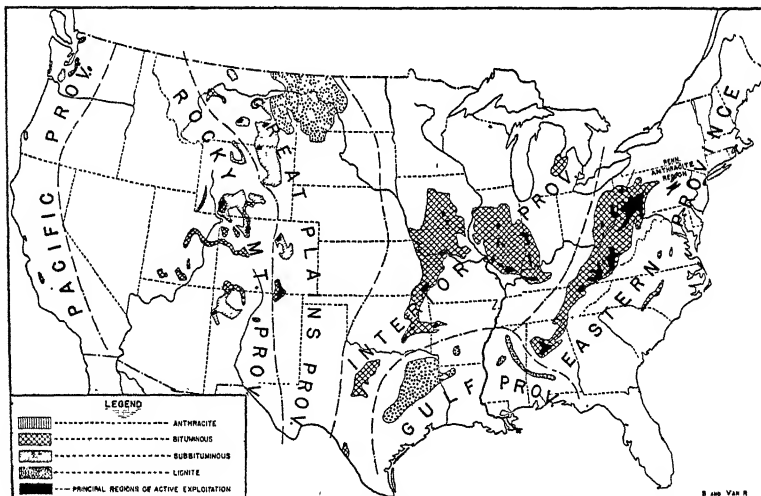 PACIFIC PROV.
ROCKY MT. PROV.
GREAT PLAINS PROV.
INTERIOR PROV.
GULF PROV.
EASTERN PROVINCE
PENN.
ANTHRACITE
REGION
LEGEND
ANTHRACITE
BITUMINOUS
SUBBITUMINOUS
LIGNITE
PRINCIPAL REGIONS OF ACTIVE EXPLOITATION
B AND VAN R